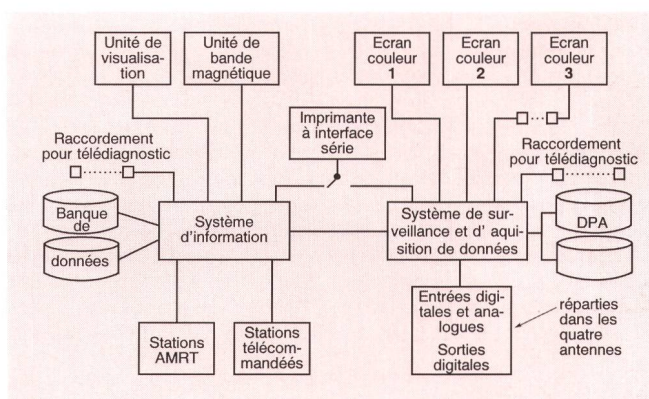 Unité de
visualisa-
tion
Unité de
bande
magnétique
Ecran
couleur
1
Ecran
couleur
2
Ecran
couleur
3
Imprimante
à interface
série
Raccordement
pour télédiagnostic
Raccordement
pour télédiagnostic
Banque
de
données
Système
d'information
Système de sur-
veillance et d' aqui-
sition de données
DPA
Stations
AMRT
Stations
télécom-
mandéés
Entrées digi-
tales et ana-
logues
Sorties
digitales
réparties
dans les
quatre
antennes